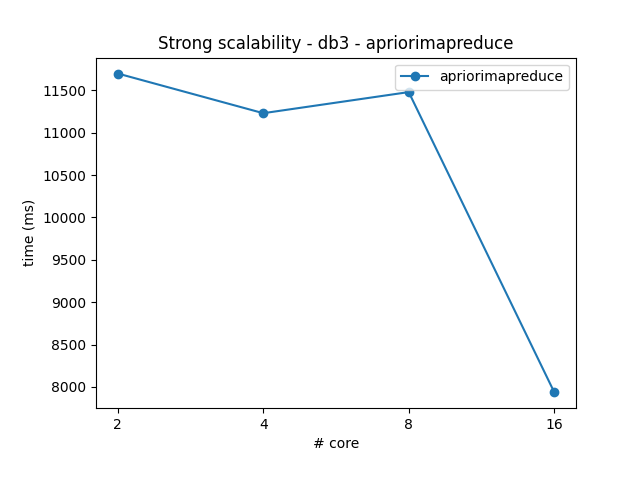 Strong scalability - db3 - apriorimapreduce
apriorimapreduce
time (ms)
11500
11000
10500
10000
9500
9000
8500
8000
2 4 8 16
# core